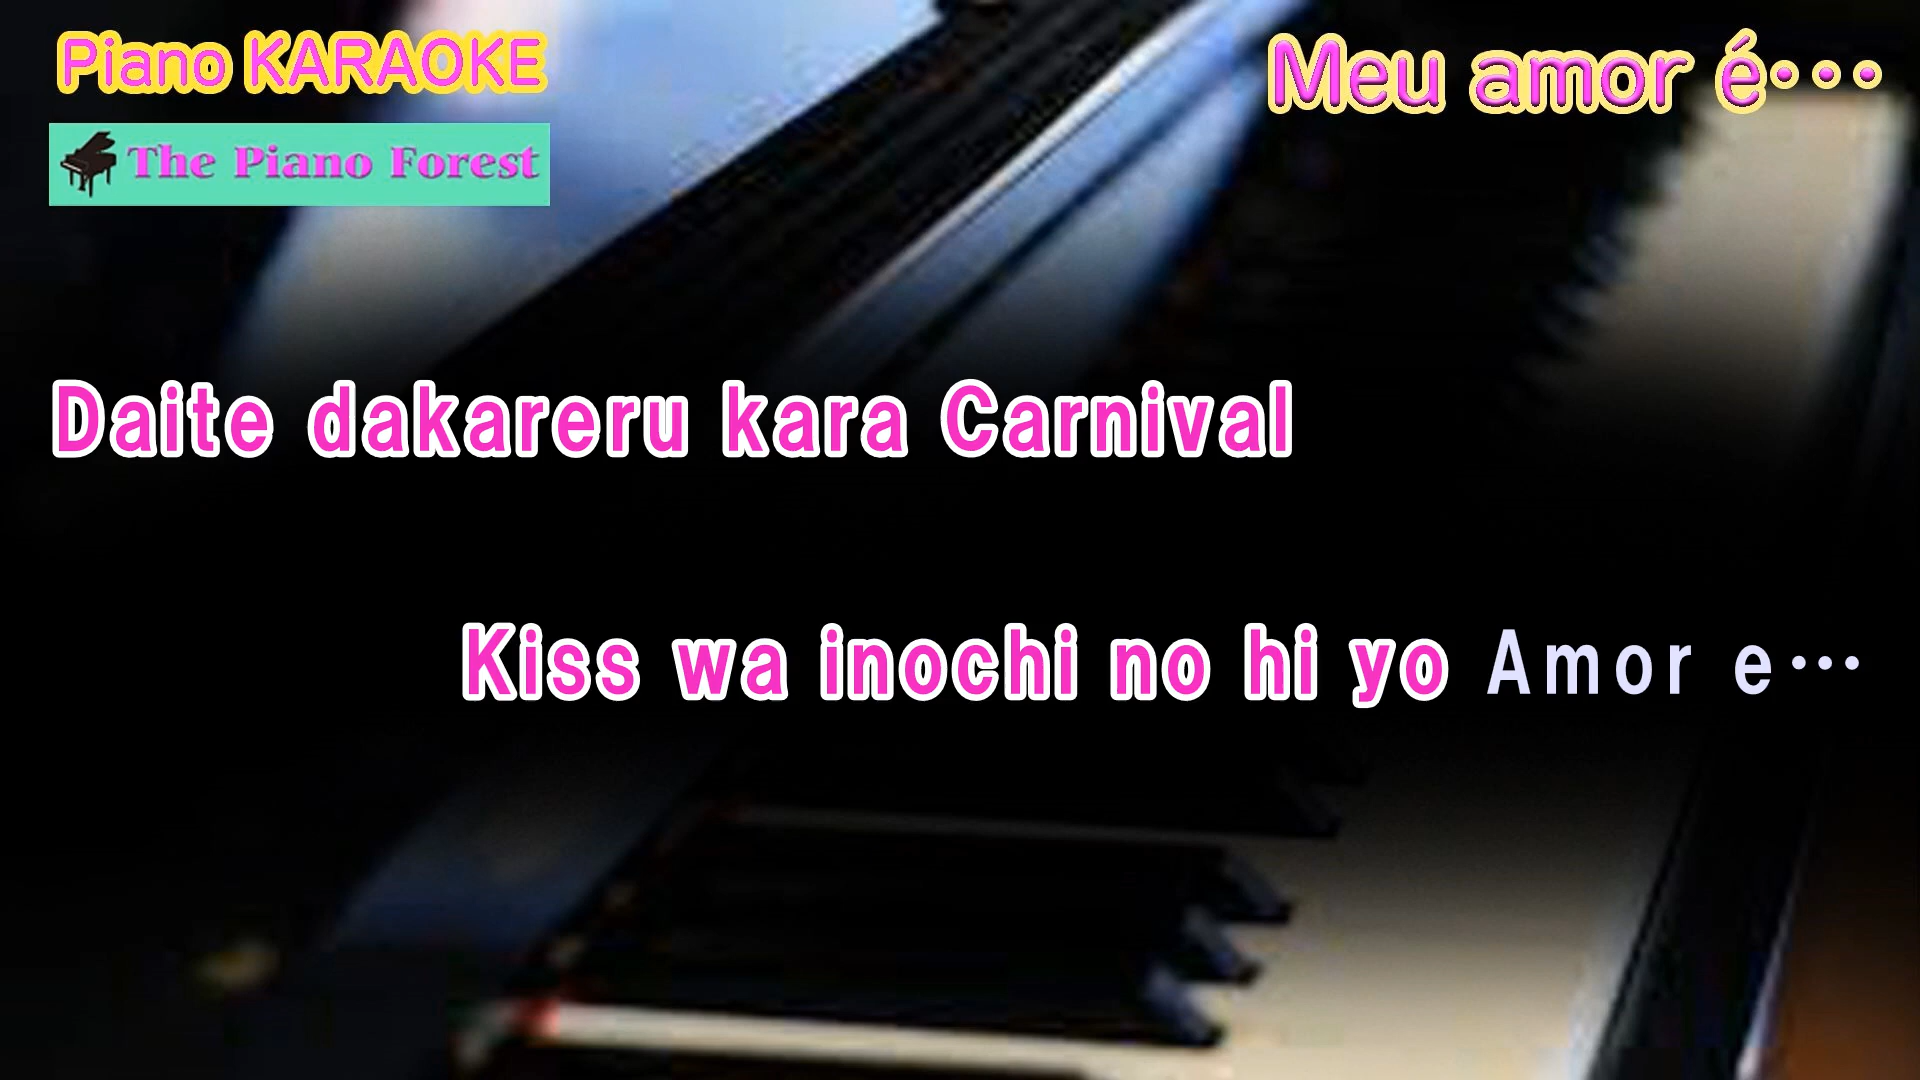 Piano KARAOKE
Meu amor é･･･
The Piano Forest
Daite dakareru kara Carnival
Kiss wa inochi no hi yo Amor e…